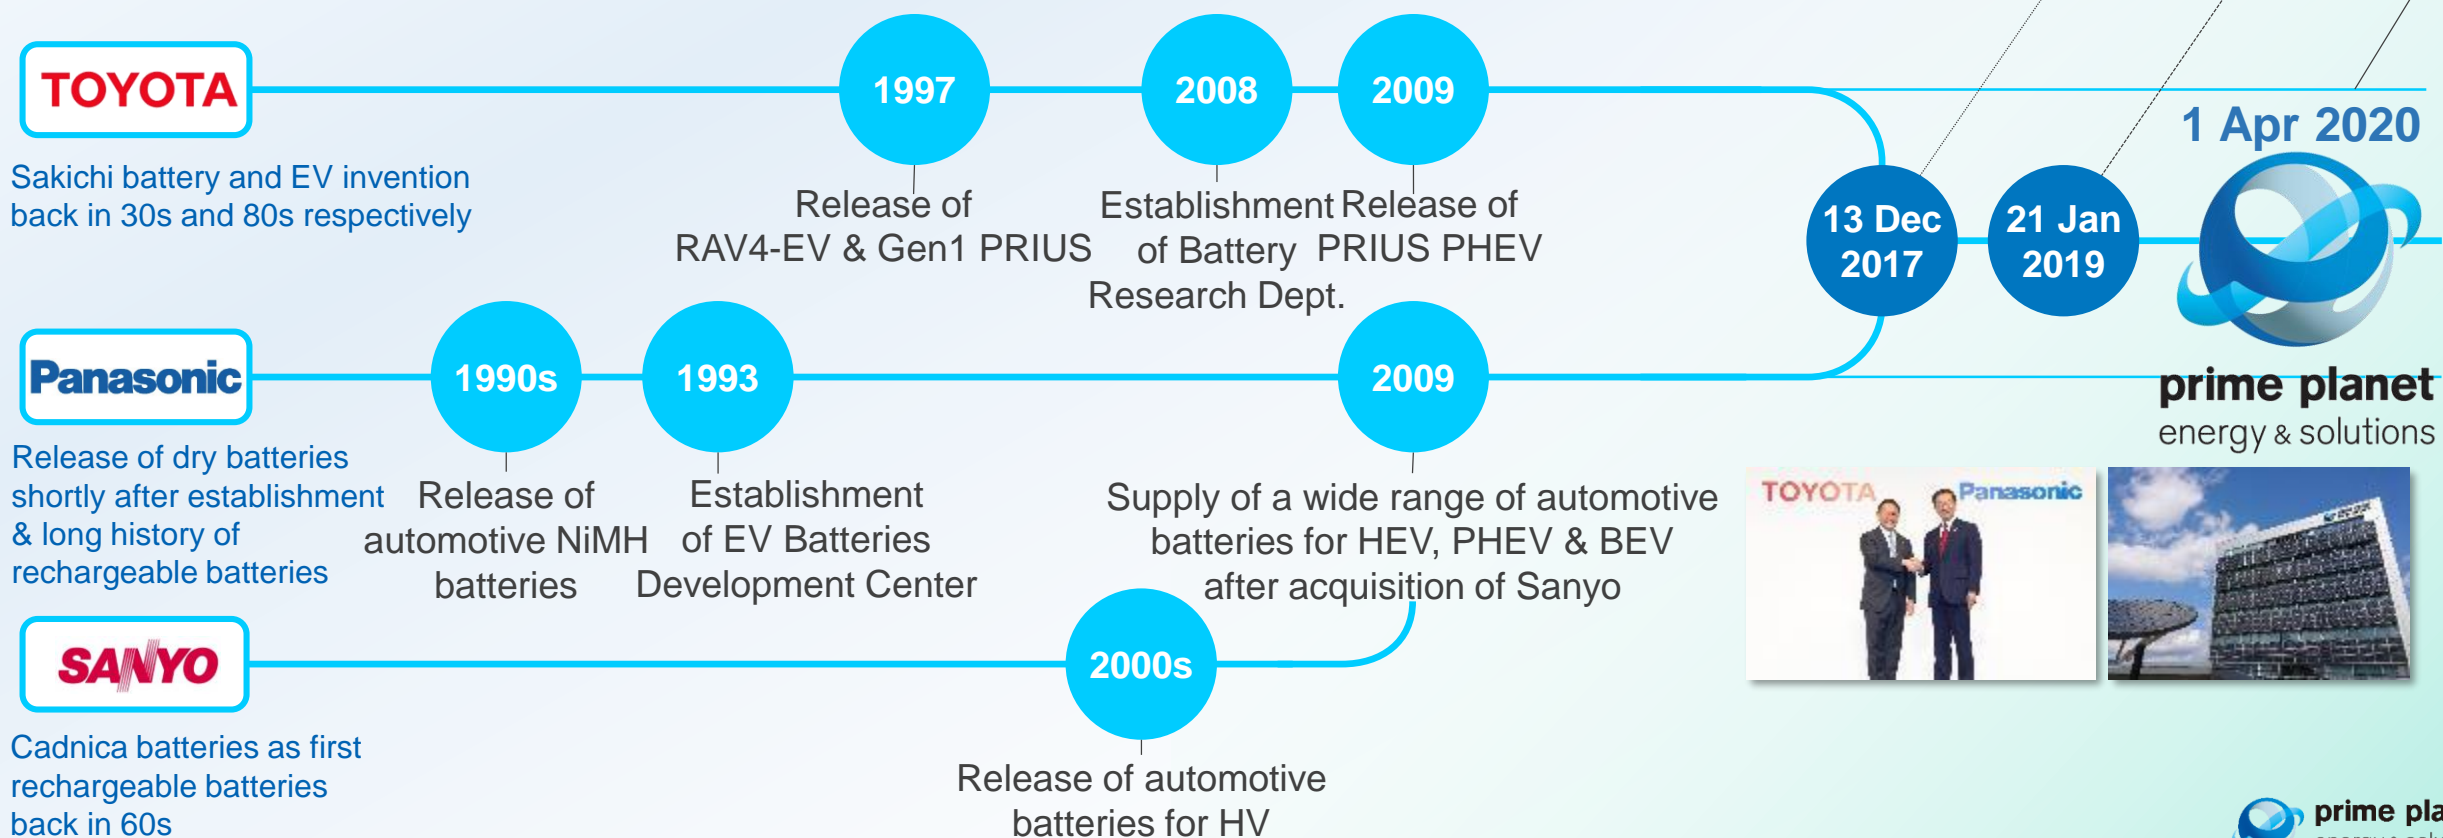 TOYOTA
Sakichi battery and EV invention
back in 30s and 80s respectively
1997
Release of
RAV4-EV & Gen1 PRIUS
2008
Establishment
of Battery
Research Dept.
2009
Release of
PRIUS PHEV
Panasonic
Release of dry batteries
shortly after establishment
& long history of
rechargeable batteries
1990s
Release of
automotive NiMH
batteries
1993
Establishment
of EV Batteries
Development Center
2009
Supply of a wide range of automotive
batteries for HEV, PHEV & BEV
after acquisition of Sanyo
SANYO
Cadnica batteries as first
rechargeable batteries
back in 60s
2000s
Release of automotive
batteries for HV
13 Dec
2017
21 Jan
2019
1 Apr 2020
prime planet
energy & solutions
TOYOTA
Panasonic
prime